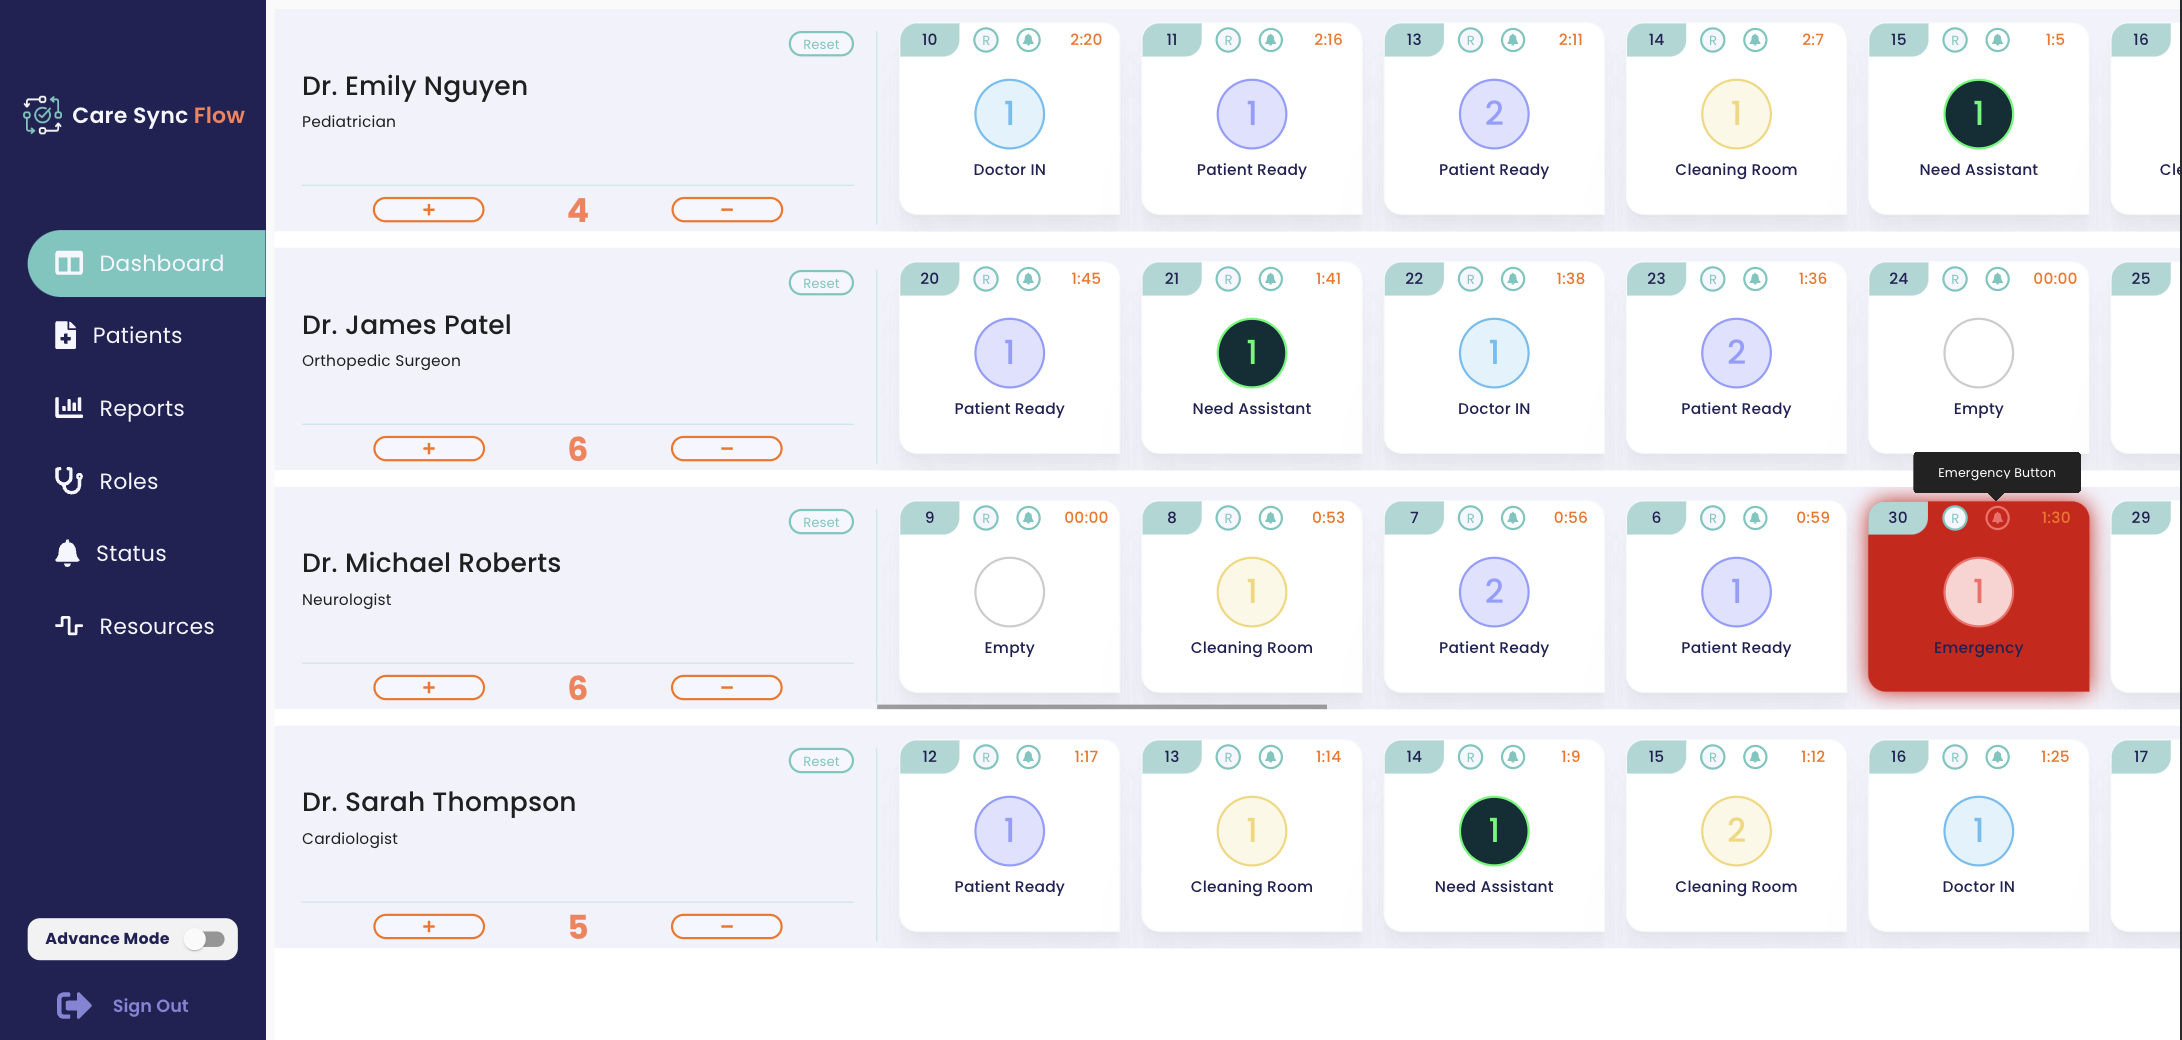 Care Sync Flow
Dashboard
Patients
Reports
Roles
Status
Resources
Advance Mode
Sign Out
Reset
Dr. Emily Nguyen
Pediatrician
+ 4 −
10 R 2:20
1
Doctor IN
11 R 2:16
1
Patient Ready
13 R 2:11
2
Patient Ready
14 R 2:7
1
Cleaning Room
15 R 1:5
1
Need Assistant
16
Cle
Reset
Dr. James Patel
Orthopedic Surgeon
+ 6 −
20 R 1:45
1
Patient Ready
21 R 1:41
1
Need Assistant
22 R 1:38
1
Doctor IN
23 R 1:36
2
Patient Ready
24 R 00:00
Empty
25
Emergency Button
Reset
Dr. Michael Roberts
Neurologist
+ 6 −
9 R 00:00
Empty
8 R 0:53
1
Cleaning Room
7 R 0:56
2
Patient Ready
6 R 0:59
1
Patient Ready
30 R 1:30
1
Emergency
29
Reset
Dr. Sarah Thompson
Cardiologist
+ 5 −
12 R 1:17
1
Patient Ready
13 R 1:14
1
Cleaning Room
14 R 1:9
1
Need Assistant
15 R 1:12
2
Cleaning Room
16 R 1:25
1
Doctor IN
17